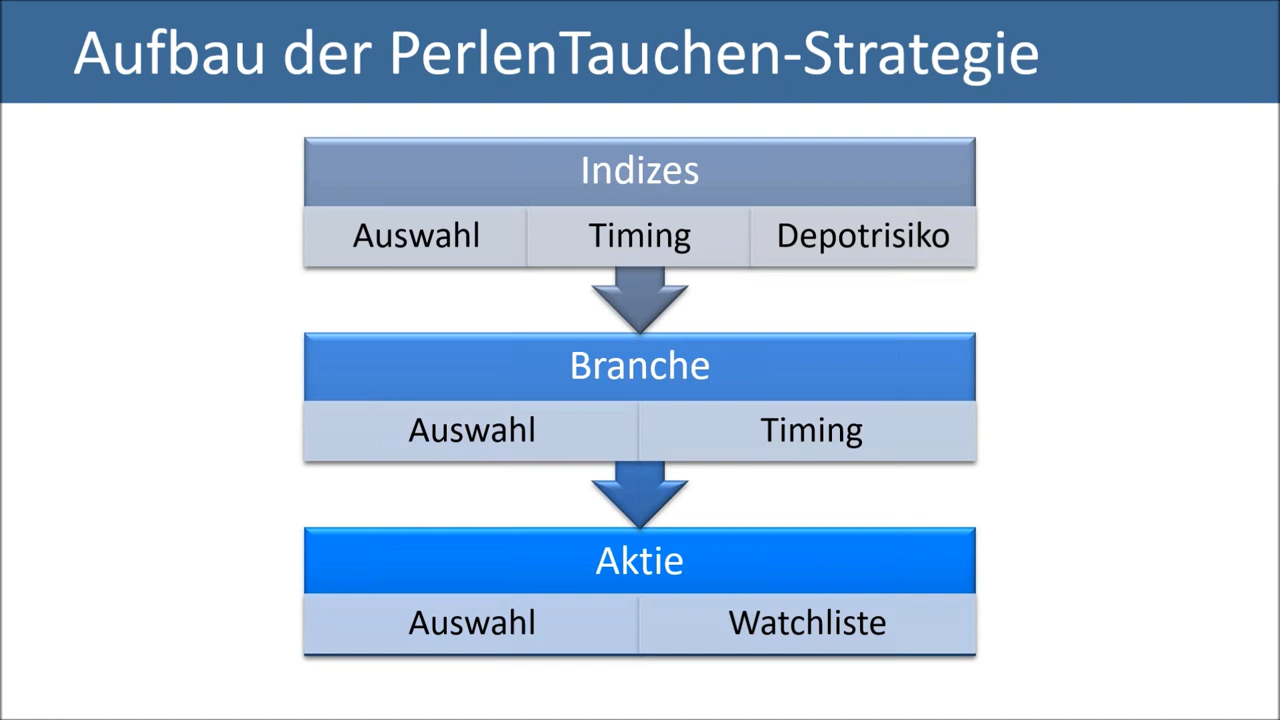 Aufbau der PerlenTauchen-Strategie
Indizes
Auswahl Timing Depotrisiko
Branche
Auswahl Timing
Aktie
Auswahl Watchliste